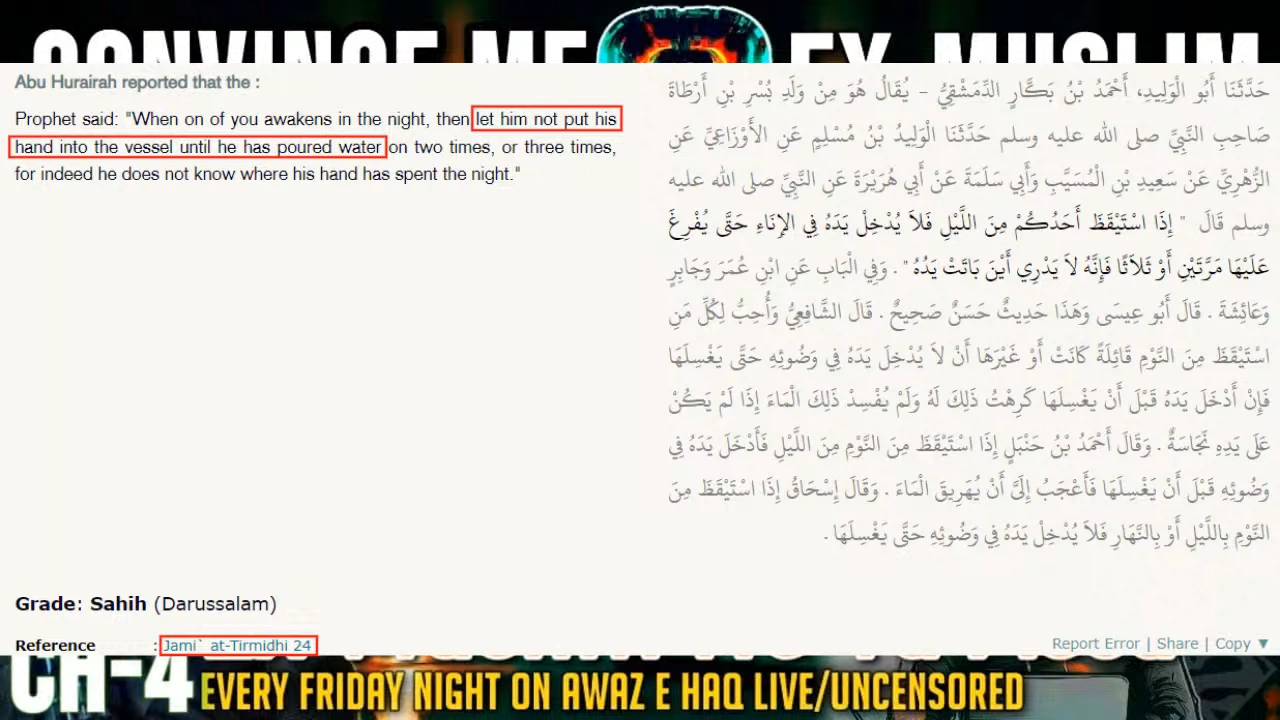 CONVINCE ME EX-MUSLIM
Abu Hurairah reported that the :
Prophet said: "When on of you awakens in the night, then let him not put his
hand into the vessel until he has poured water on two times, or three times,
for indeed he does not know where his hand has spent the night."
حَدَّثَنَا أَبُو الْوَلِيدِ، أَحْمَدُ بْنُ بَكَّارٍ الدِّمَشْقِيُّ - يُقَالُ هُوَ مِنْ وَلَدِ بُسْرِ بْنِ أَرْطَاةَ
صَاحِبِ النَّبِيِّ صلى الله عليه وسلم حَدَّثَنَا الْوَلِيدُ بْنُ مُسْلِمٍ عَنِ الأَوْزَاعِيِّ عَنِ
الزُّهْرِيِّ عَنْ سَعِيدِ بْنِ الْمُسَيَّبِ وَأَبِي سَلَمَةَ عَنْ أَبِي هُرَيْرَةَ عَنِ النَّبِيِّ صلى الله عليه
وسلم قَالَ " إِذَا اسْتَيْقَظَ أَحَدُكُمْ مِنَ اللَّيْلِ فَلاَ يُدْخِلْ يَدَهُ فِي الإِنَاءِ حَتَّى يُفْرِغَ
عَلَيْهَا مَرَّتَيْنِ أَوْ ثَلاَثًا فَإِنَّهُ لاَ يَدْرِي أَيْنَ بَاتَتْ يَدُهُ " . وَفِي الْبَابِ عَنِ ابْنِ عُمَرَ وَجَابِرٍ
وَعَائِشَةَ . قَالَ أَبُو عِيسَى وَهَذَا حَدِيثٌ حَسَنٌ صَحِيحٌ . قَالَ الشَّافِعِيُّ وَأُحِبُّ لِكُلِّ مَنِ
اسْتَيْقَظَ مِنَ النَّوْمِ قَائِلَةً كَانَتْ أَوْ غَيْرَهَا أَنْ لاَ يُدْخِلَ يَدَهُ فِي وَضُوئِهِ حَتَّى يَغْسِلَهَا
فَإِنْ أَدْخَلَ يَدَهُ قَبْلَ أَنْ يَغْسِلَهَا كَرِهْتُ ذَلِكَ لَهُ وَلَمْ يُفْسِدْ ذَلِكَ الْمَاءَ إِذَا لَمْ يَكُنْ
عَلَى يَدِهِ نَجَاسَةٌ . وَقَالَ أَحْمَدُ بْنُ حَنْبَلٍ إِذَا اسْتَيْقَظَ مِنَ النَّوْمِ مِنَ اللَّيْلِ فَأَدْخَلَ يَدَهُ فِي
وَضُوئِهِ قَبْلَ أَنْ يَغْسِلَهَا فَأَعْجَبُ إِلَىَّ أَنْ يُهَرِيقَ الْمَاءَ . وَقَالَ إِسْحَاقُ إِذَا اسْتَيْقَظَ مِنَ
النَّوْمِ بِاللَّيْلِ أَوْ بِالنَّهَارِ فَلاَ يُدْخِلْ يَدَهُ فِي وَضُوئِهِ حَتَّى يَغْسِلَهَا .
Grade: Sahih (Darussalam)
Reference : Jami` at-Tirmidhi 24
Report Error | Share | Copy ▼
CH-4
EVERY FRIDAY NIGHT ON AWAZ E HAQ LIVE/UNCENSORED